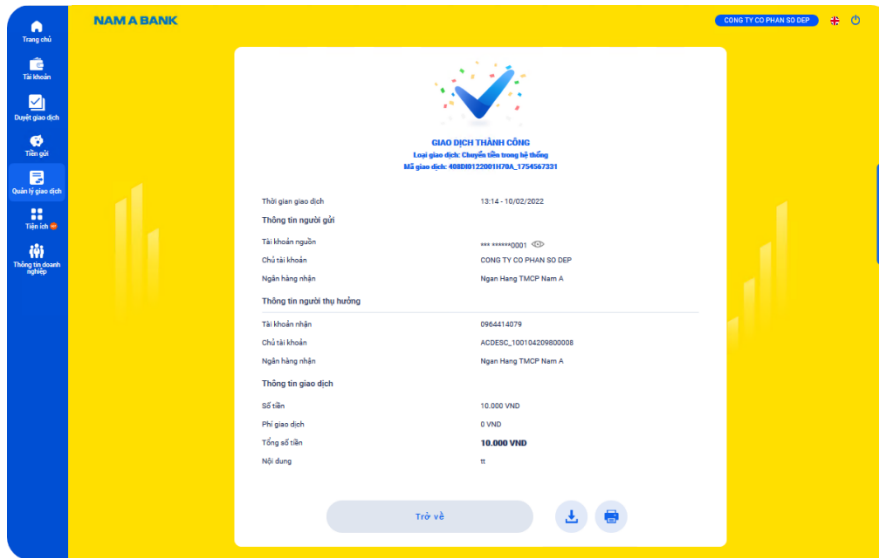 NAM A BANK
CONG TY CO PHAN SO DEP
Trang chủ
Tài khoản
Duyệt giao dịch
Tiền gửi
Quản lý giao dịch
Tiện ích
Thông tin doanh nghiệp
GIAO DỊCH THÀNH CÔNG
Loại giao dịch: Chuyển tiền trong hệ thống
Mã giao dịch: 408DI0122001H70A_1754567331
Thời gian giao dịch 13:14 - 10/02/2022
Thông tin người gửi
Tài khoản nguồn *** ******0001
Chủ tài khoản CONG TY CO PHAN SO DEP
Ngân hàng nhận Ngan Hang TMCP Nam A
Thông tin người thụ hưởng
Tài khoản nhận 0964414079
Chủ tài khoản ACDESC_100104209800008
Ngân hàng nhận Ngan Hang TMCP Nam A
Thông tin giao dịch
Số tiền 10.000 VND
Phí giao dịch 0 VND
Tổng số tiền 10.000 VND
Nội dung tt
Trở về